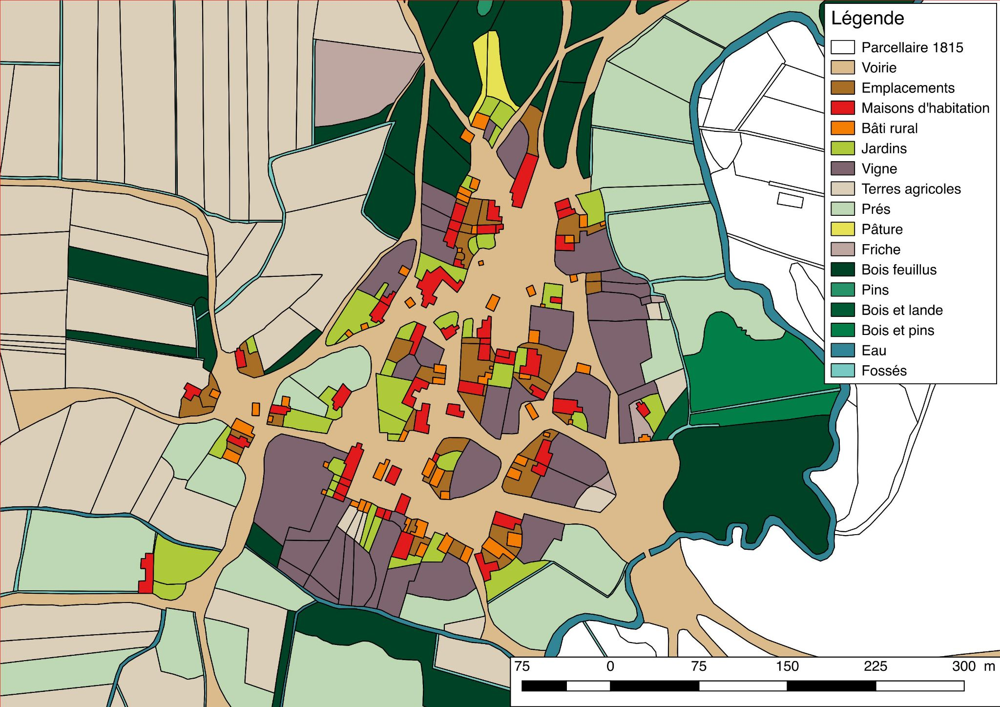 Légende
Parcellaire 1815
Voirie
Emplacements
Maisons d'habitation
Bâti rural
Jardins
Vigne
Terres agricoles
Prés
Pâture
Friche
Bois feuillus
Pins
Bois et lande
Bois et pins
Eau
Fossés
75 0 75 150 225 300 m